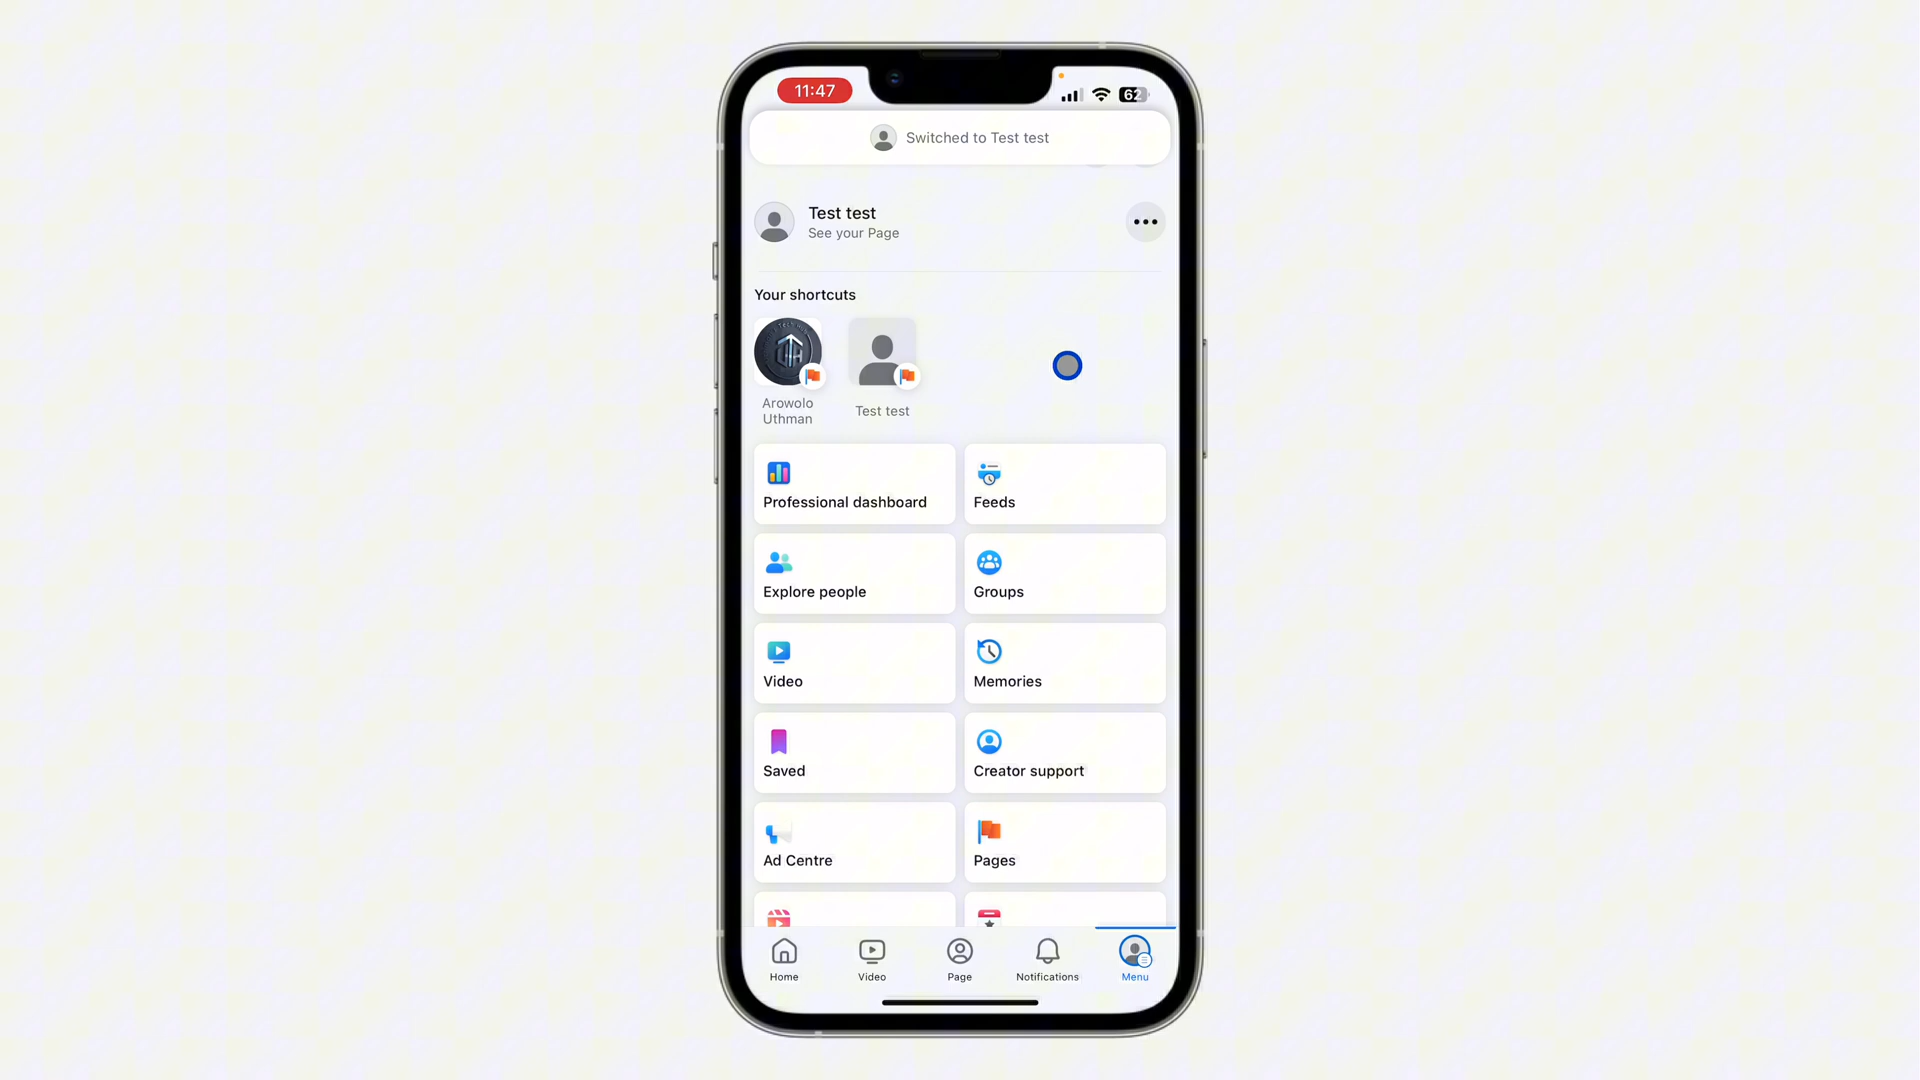 11:47
62
Switched to Test test
Test test
See your Page
Your shortcuts
Arowolo
Uthman
Test test
Professional dashboard
Feeds
Explore people
Groups
Video
Memories
Saved
Creator support
Ad Centre
Pages
Home
Video
Page
Notifications
Menu